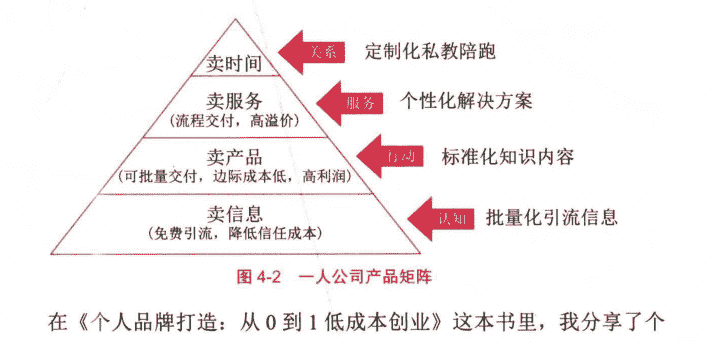 卖时间 关系 定制化私教陪跑
卖服务 服务 个性化解决方案
(流程交付，高溢价)
卖产品 行动 标准化知识内容
(可批量交付，边际成本低，高利润)
卖信息 认知 批量化引流信息
(免费引流，降低信任成本)
图 4-2 一人公司产品矩阵
在《个人品牌打造：从 0 到 1 低成本创业》这本书里，我分享了个